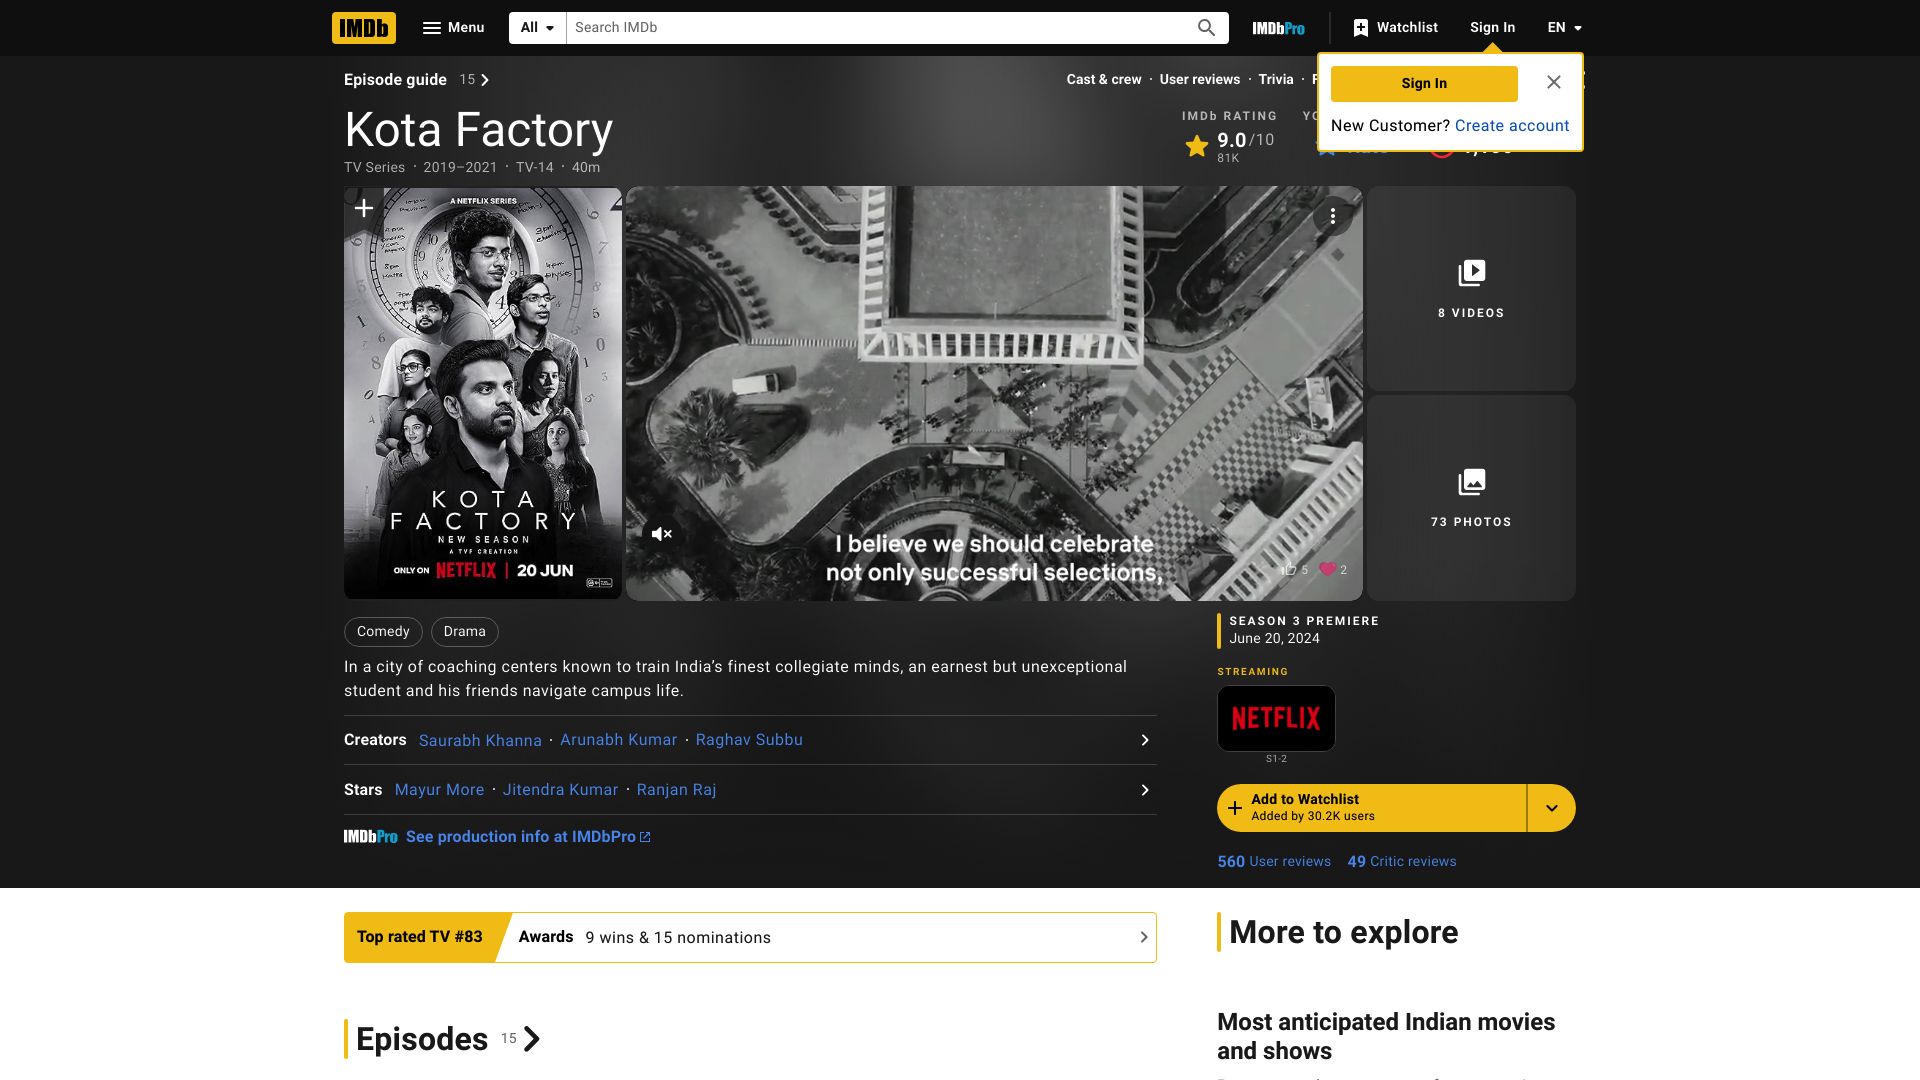 IMDb
Menu
All
Search IMDb
IMDbPro
Watchlist
Sign In
EN
Episode guide 15
Cast & crew · User reviews · Trivia ·
Sign In
New Customer? Create account
Kota Factory
TV Series · 2019–2021 · TV-14 · 40m
IMDb RATING
9.0/10
81K
A NETFLIX SERIES
KOTA
FACTORY
NEW SEASON
A TVF CREATION
ONLY ON NETFLIX | 20 JUN
I believe we should celebrate
not only successful selections,
5
2
8 VIDEOS
73 PHOTOS
Comedy
Drama
In a city of coaching centers known to train India’s finest collegiate minds, an earnest but unexceptional
student and his friends navigate campus life.
Creators Saurabh Khanna · Arunabh Kumar · Raghav Subbu
Stars Mayur More · Jitendra Kumar · Ranjan Raj
IMDbPro See production info at IMDbPro
SEASON 3 PREMIERE
June 20, 2024
STREAMING
NETFLIX
S1-2
Add to Watchlist
Added by 30.2K users
560 User reviews 49 Critic reviews
Top rated TV #83 Awards 9 wins & 15 nominations
Episodes 15
More to explore
Most anticipated Indian movies
and shows